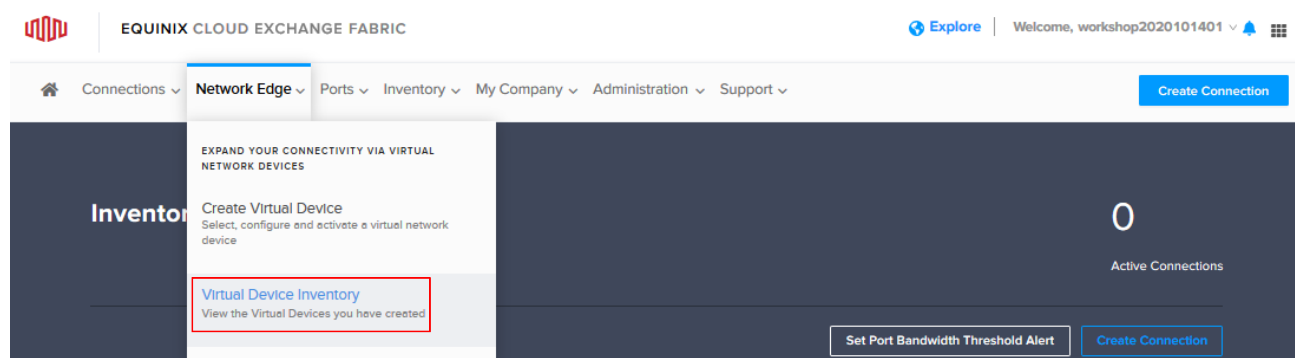 EQUINIX CLOUD EXCHANGE FABRIC
Explore
Welcome, workshop2020101401
Connections
Network Edge
Ports
Inventory
My Company
Administration
Support
Create Connection
EXPAND YOUR CONNECTIVITY VIA VIRTUAL
NETWORK DEVICES
Create Virtual Device
Select, configure and activate a virtual network
device
Virtual Device Inventory
View the Virtual Devices you have created
Inventor
0
Active Connections
Set Port Bandwidth Threshold Alert
Create Connection